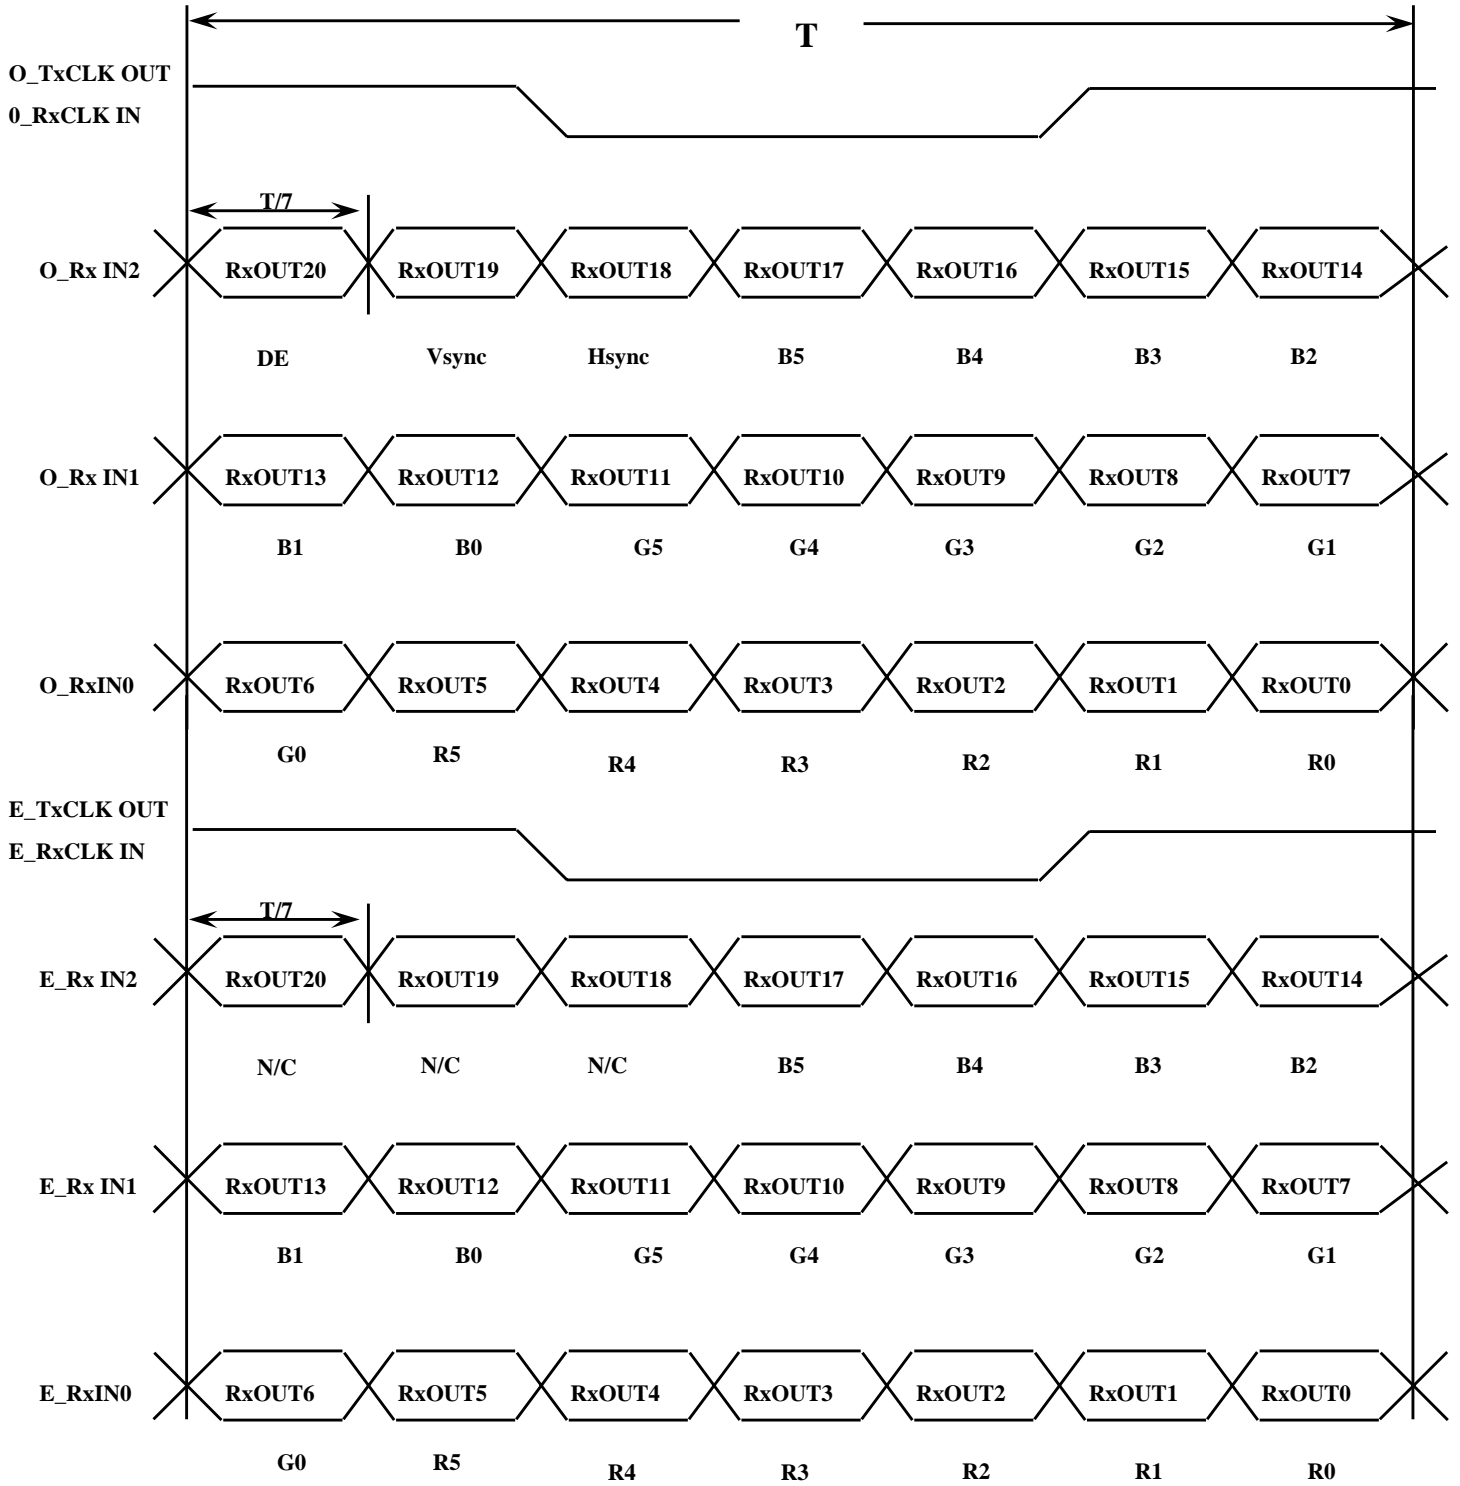 T
O_TxCLK OUT
0_RxCLK IN
T/7
O_Rx IN2 RxOUT20 RxOUT19 RxOUT18 RxOUT17 RxOUT16 RxOUT15 RxOUT14
DE Vsync Hsync B5 B4 B3 B2
O_Rx IN1 RxOUT13 RxOUT12 RxOUT11 RxOUT10 RxOUT9 RxOUT8 RxOUT7
B1 B0 G5 G4 G3 G2 G1
O_RxIN0 RxOUT6 RxOUT5 RxOUT4 RxOUT3 RxOUT2 RxOUT1 RxOUT0
G0 R5 R4 R3 R2 R1 R0
E_TxCLK OUT
E_RxCLK IN
T/7
E_Rx IN2 RxOUT20 RxOUT19 RxOUT18 RxOUT17 RxOUT16 RxOUT15 RxOUT14
N/C N/C N/C B5 B4 B3 B2
E_Rx IN1 RxOUT13 RxOUT12 RxOUT11 RxOUT10 RxOUT9 RxOUT8 RxOUT7
B1 B0 G5 G4 G3 G2 G1
E_RxIN0 RxOUT6 RxOUT5 RxOUT4 RxOUT3 RxOUT2 RxOUT1 RxOUT0
G0 R5 R4 R3 R2 R1 R0